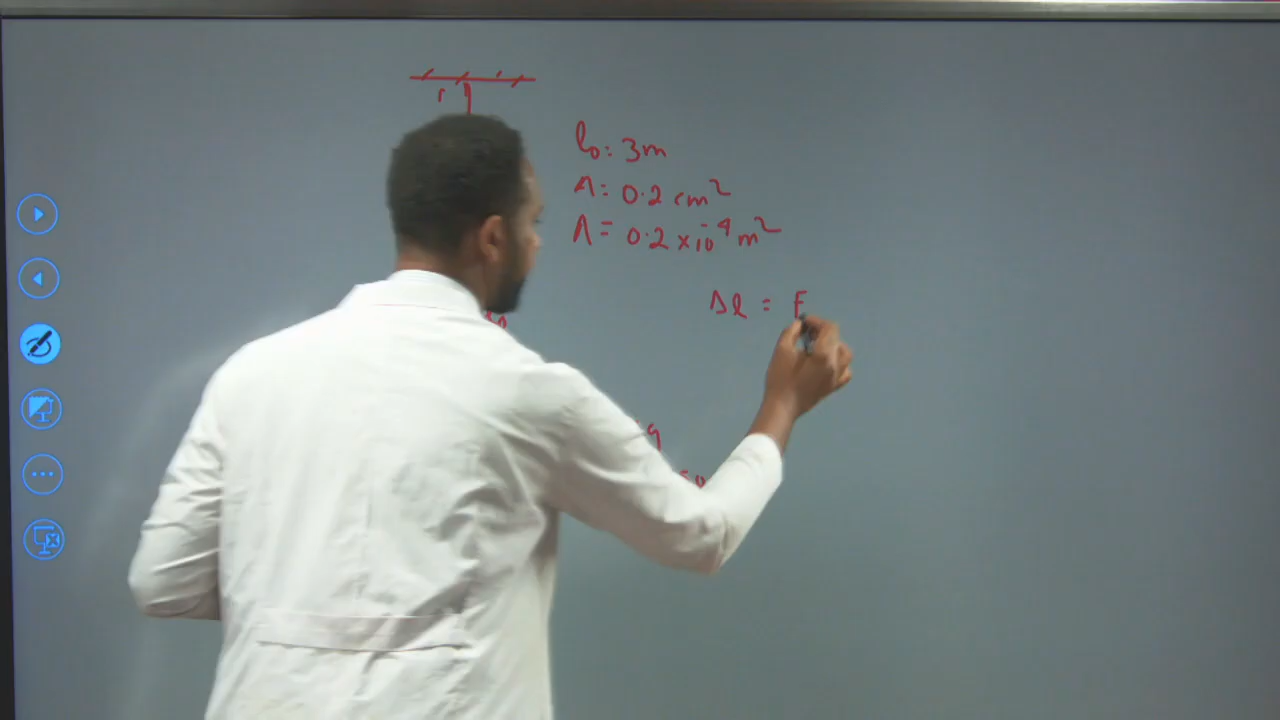 l₀: 3m
A: 0.2 cm²
A = 0.2 × 10⁻⁴ m²
Δl = F
g